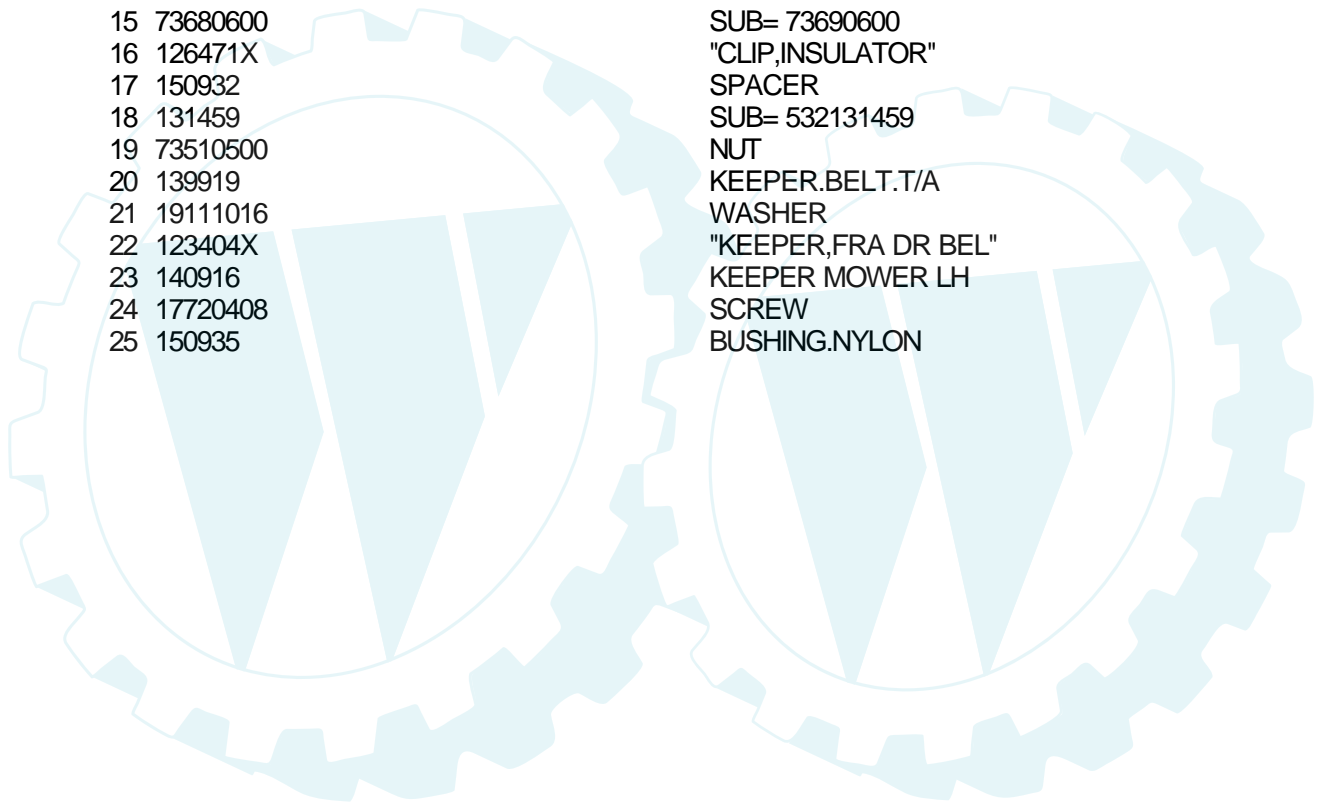 15 73680600 SUB= 73690600
16 126471X "CLIP,INSULATOR"
17 150932 SPACER
18 131459 SUB= 532131459
19 73510500 NUT
20 139919 KEEPER.BELT.T/A
21 19111016 WASHER
22 123404X "KEEPER,FRA DR BEL"
23 140916 KEEPER MOWER LH
24 17720408 SCREW
25 150935 BUSHING.NYLON